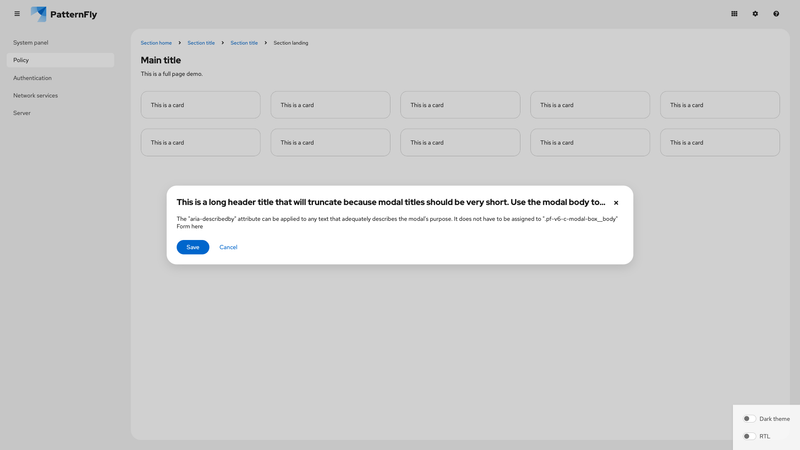 PatternFly
System panel
Policy
Authentication
Network services
Server
Section home
Section title
Section title
Section landing
Main title
This is a full page demo.
This is a card
This is a card
This is a card
This is a card
This is a card
This is a card
This is a card
This is a card
This is a card
This is a card
This is a long header title that will truncate because modal titles should be very short. Use the modal body to...
The "aria-describedby" attribute can be applied to any text that adequately describes the modal's purpose. It does not have to be assigned to ".pf-v6-c-modal-box__body"
Form here
Save
Cancel
Dark theme
RTL